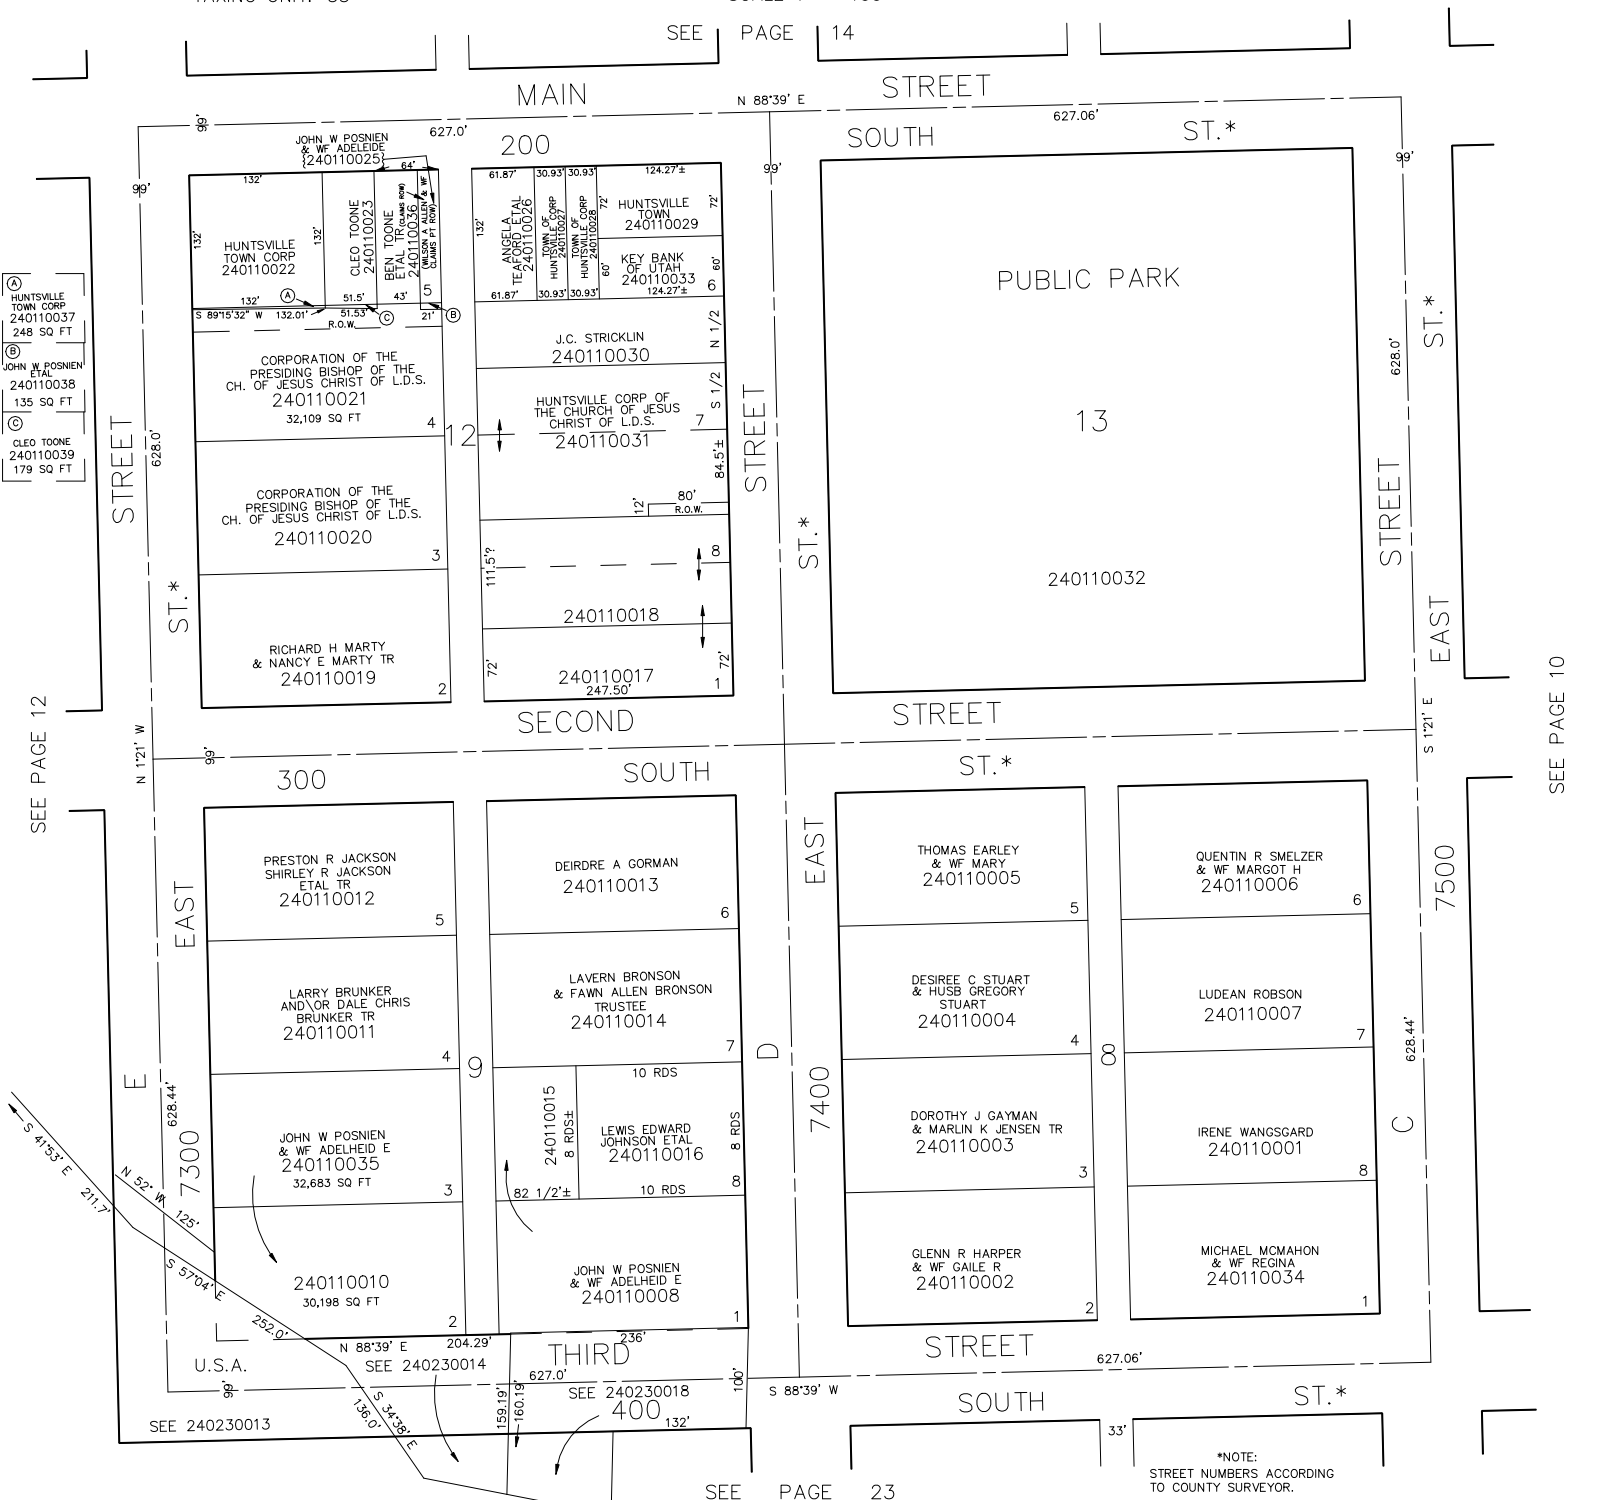 SEE PAGE 14
MAIN STREET
N 88°39' E
99'
627.0'
627.06'
200 SOUTH ST.*
JOHN W POSNIEN
& WF ADELEIDE
{240110025}
64'
99'
99'
99'
132'
132'
132'
HUNTSVILLE
TOWN CORP
240110022
132'
CLEO TOONE
240110023
BEN TOONE
ETAL TR (CLAIMS ROW)
240110036
(WILSON A ALLEN & WF
CLAIMS PT ROW)
5
A
51.5'
43'
S 89°15'32" W
132.01'
51.53'
R.O.W.
C
21'
B
61.87'
30.93'
30.93'
124.27'±
132'
ANGELA
TEAFORD ETAL
240110026
TOWN OF
HUNTSVILLE CORP
240110027
TOWN OF
HUNTSVILLE CORP
240110028
72'
HUNTSVILLE
TOWN
240110029
72'
60'
KEY BANK
OF UTAH
240110033
60'
6
61.87'
30.93'
30.93'
124.27'±
A
HUNTSVILLE
TOWN CORP
240110037
248 SQ FT
B
JOHN W POSNIEN
ETAL
240110038
135 SQ FT
C
CLEO TOONE
240110039
179 SQ FT
CORPORATION OF THE
PRESIDING BISHOP OF THE
CH. OF JESUS CHRIST OF L.D.S.
240110021
32,109 SQ FT
4
12
J.C. STRICKLIN
240110030
N 1/2
S 1/2
HUNTSVILLE CORP OF
THE CHURCH OF JESUS
CHRIST OF L.D.S.
240110031
7
84.5'±
80'
12'
R.O.W.
PUBLIC PARK
13
240110032
628.0'
ST.*
STREET
628.0'
STREET
ST.*
STREET
EAST
CORPORATION OF THE
PRESIDING BISHOP OF THE
CH. OF JESUS CHRIST OF L.D.S.
240110020
3
111.5'?
8
240110018
STREET
ST.*
RICHARD H MARTY
& NANCY E MARTY TR
240110019
2
72'
240110017
247.50'
72'
1
SEE PAGE 12
N 1°21' W
SECOND STREET
S 1°21' E
SEE PAGE 10
99'
300 SOUTH ST.*
PRESTON R JACKSON
SHIRLEY R JACKSON
ETAL TR
240110012
5
DEIRDRE A GORMAN
240110013
6
EAST
THOMAS EARLEY
& WF MARY
240110005
5
QUENTIN R SMELZER
& WF MARGOT H
240110006
6
7500
EAST
LARRY BRUNKER
AND\OR DALE CHRIS
BRUNKER TR
240110011
4
9
LAVERN BRONSON
& FAWN ALLEN BRONSON
TRUSTEE
240110014
7
D
DESIREE C STUART
& HUSB GREGORY
STUART
240110004
4
8
LUDEAN ROBSON
240110007
7
628.44'
E
628.44'
7300
JOHN W POSNIEN
& WF ADELHEID E
240110035
32,683 SQ FT
3
240110015
8 RDS±
82 1/2'±
10 RDS
LEWIS EDWARD
JOHNSON ETAL
240110016
8 RDS
10 RDS
8
7400
DOROTHY J GAYMAN
& MARLIN K JENSEN TR
240110003
3
IRENE WANGSGARD
240110001
8
C
S 41°53' E
211.7'
N 52° W
125'
S 57°04' E
252.0'
240110010
30,198 SQ FT
2
JOHN W POSNIEN
& WF ADELHEID E
240110008
1
GLENN R HARPER
& WF GAILE R
240110002
2
MICHAEL MCMAHON
& WF REGINA
240110034
1
U.S.A.
N 88°39' E
204.29'
236'
SEE 240230014
THIRD STREET
627.0'
627.06'
99'
SEE 240230018
100'
S 88°39' W
SEE 240230013
S 34°38' E
136.0'
159.19'
160.19'
400 SOUTH ST.*
132'
33'
*NOTE:
STREET NUMBERS ACCORDING
TO COUNTY SURVEYOR.
SEE PAGE 23